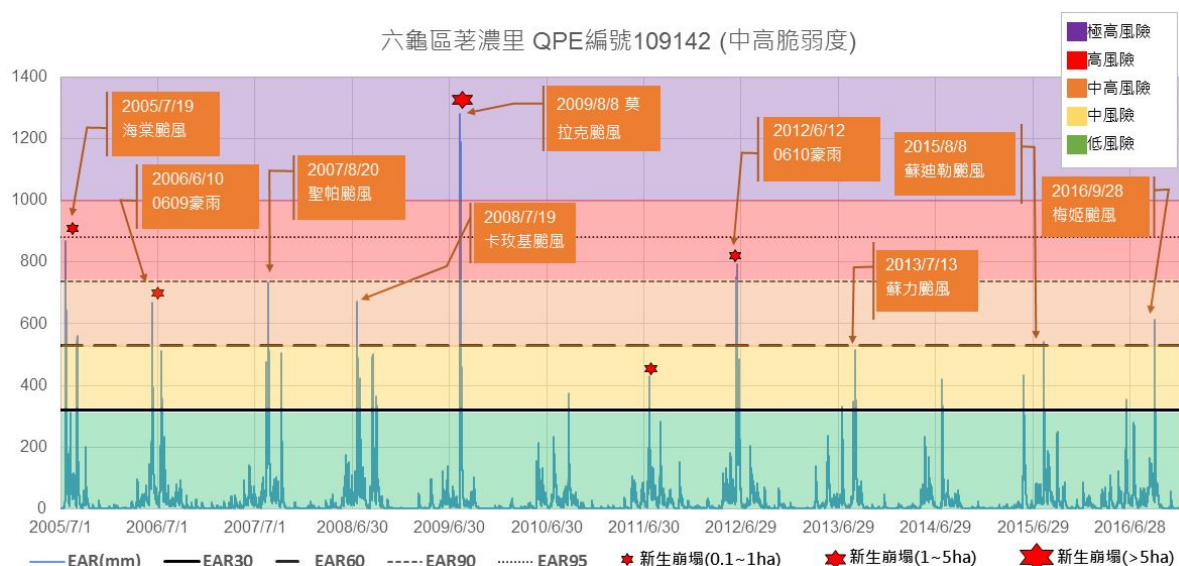 六龜區荖濃里 QPE編號109142 (中高脆弱度)
極高風險
高風險
中高風險
中風險
低風險
1400
1200
1000
800
600
400
200
0
2005/7/19
海棠颱風
2006/6/10
0609豪雨
2007/8/20
聖帕颱風
2008/7/19
卡玫基颱風
2009/8/8 莫
拉克颱風
2012/6/12
0610豪雨
2013/7/13
蘇力颱風
2015/8/8
蘇迪勒颱風
2016/9/28
梅姬颱風
2005/7/1 2006/7/1 2007/7/1 2008/6/30 2009/6/30 2010/6/30 2011/6/30 2012/6/29 2013/6/29 2014/6/29 2015/6/29 2016/6/28
EAR(mm) EAR30 EAR60 EAR90 EAR95 新生崩塌(0.1~1ha) 新生崩塌(1~5ha) 新生崩塌(>5ha)